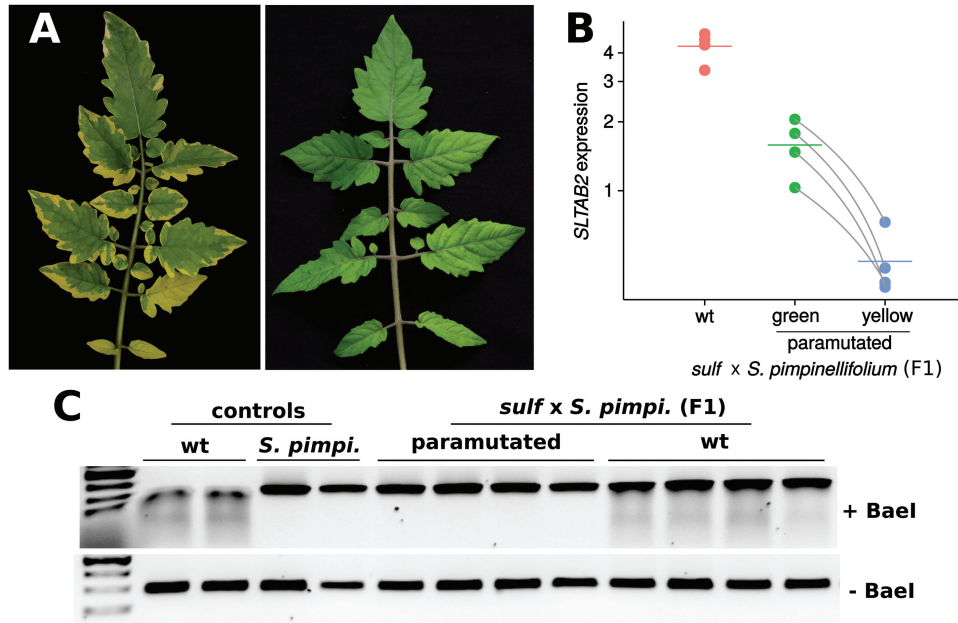 A
B
SLTAB2 expression
4
3
2
1
wt
green
yellow
paramutated
sulf x S. pimpinellifolium (F1)
C
controls
sulf x S. pimpi. (F1)
wt
S. pimpi.
paramutated
wt
+ BaeI
- BaeI